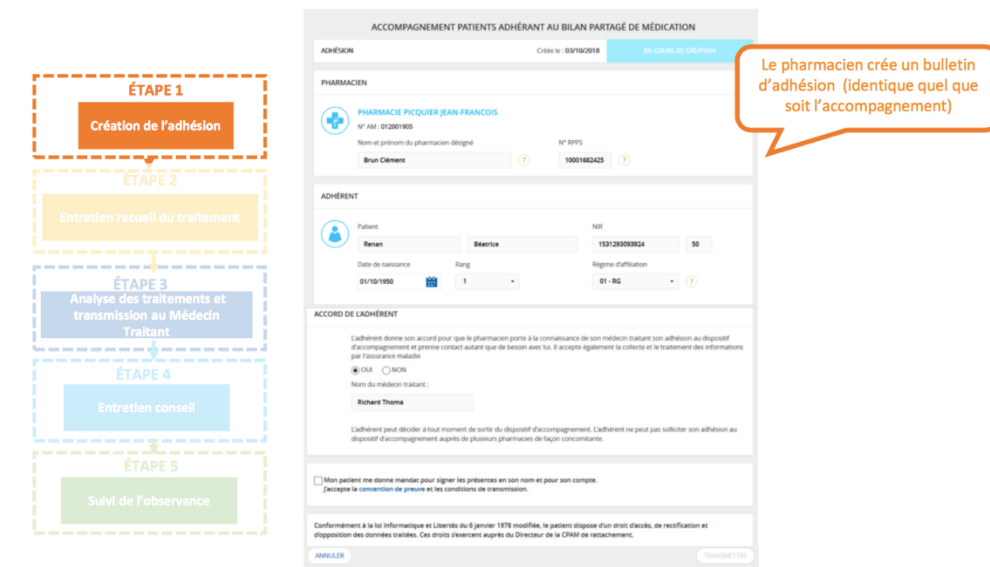 ÉTAPE 1
Création de l'adhésion
ÉTAPE 2
Entretien recueil du traitement
ÉTAPE 3
Analyse des traitements et
transmission au Médecin
Traitant
ÉTAPE 4
Entretien conseil
ÉTAPE 5
Suivi de l'observance
ACCOMPAGNEMENT PATIENTS ADHÉRANT AU BILAN PARTAGÉ DE MÉDICATION
ADHÉSION Créée le : 03/10/2018 EN COURS DE CRÉATION
PHARMACIEN
PHARMACIE PICQUIER JEAN-FRANCOIS
N° AM : 012001905
Nom et prénom du pharmacien désigné N° RPPS
Brun Clément ? 10001682425 ?
ADHÉRENT
Patient NIR
Renan Béatrice 1531293093924 50
Date de naissance Rang Régime d'affiliation
01/10/1950 1 01 - RG ?
ACCORD DE L'ADHÉRENT
L'adhérent donne son accord pour que le pharmacien porte à la connaissance de son médecin traitant son adhésion au dispositif
d'accompagnement et prenne contact autant que de besoin avec lui. Il accepte également la collecte et le traitement des informations
par l'assurance maladie
OUI NON
Nom du médecin traitant :
Richard Thoma
L'adhérent peut décider à tout moment de sortir du dispositif d'accompagnement. L'adhérent ne peut pas solliciter son adhésion au
dispositif d'accompagnement auprès de plusieurs pharmacies de façon concomitante.
Mon patient me donne mandat pour signer les présentes en son nom et pour son compte.
J'accepte la convention de preuve et les conditions de transmission.
Conformément à la loi Informatique et Libertés du 6 janvier 1978 modifiée, le patient dispose d'un droit d'accès, de rectification et
d'opposition des données traitées. Ces droits s'exercent auprès du Directeur de la CPAM de rattachement.
ANNULER TRANSMETTRE
Le pharmacien crée un bulletin
d'adhésion (identique quel que
soit l'accompagnement)